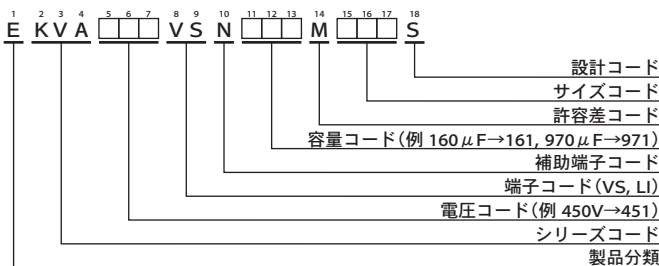 1 2 3 4 5 6 7 8 9 10 11 12 13 14 15 16 17 18
E K V A □□□ V S N □□□ M □□□ S
設計コード
サイズコード
許容差コード
容量コード(例 160μF→161, 970μF→971)
補助端子コード
端子コード(VS, LI)
電圧コード(例 450V→451)
シリーズコード
製品分類